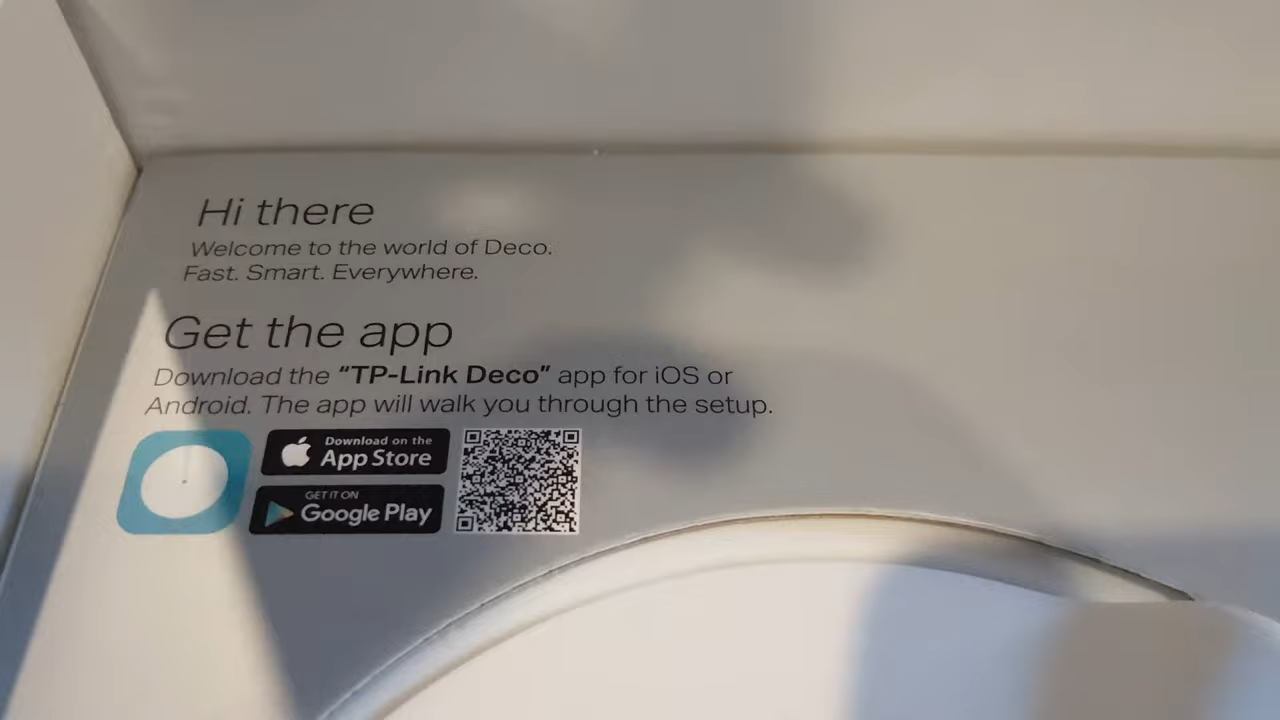 Hi there
Welcome to the world of Deco.
Fast. Smart. Everywhere.
Get the app
Download the “TP-Link Deco” app for iOS or
Android. The app will walk you through the setup.
Download on the
App Store
GET IT ON
Google Play